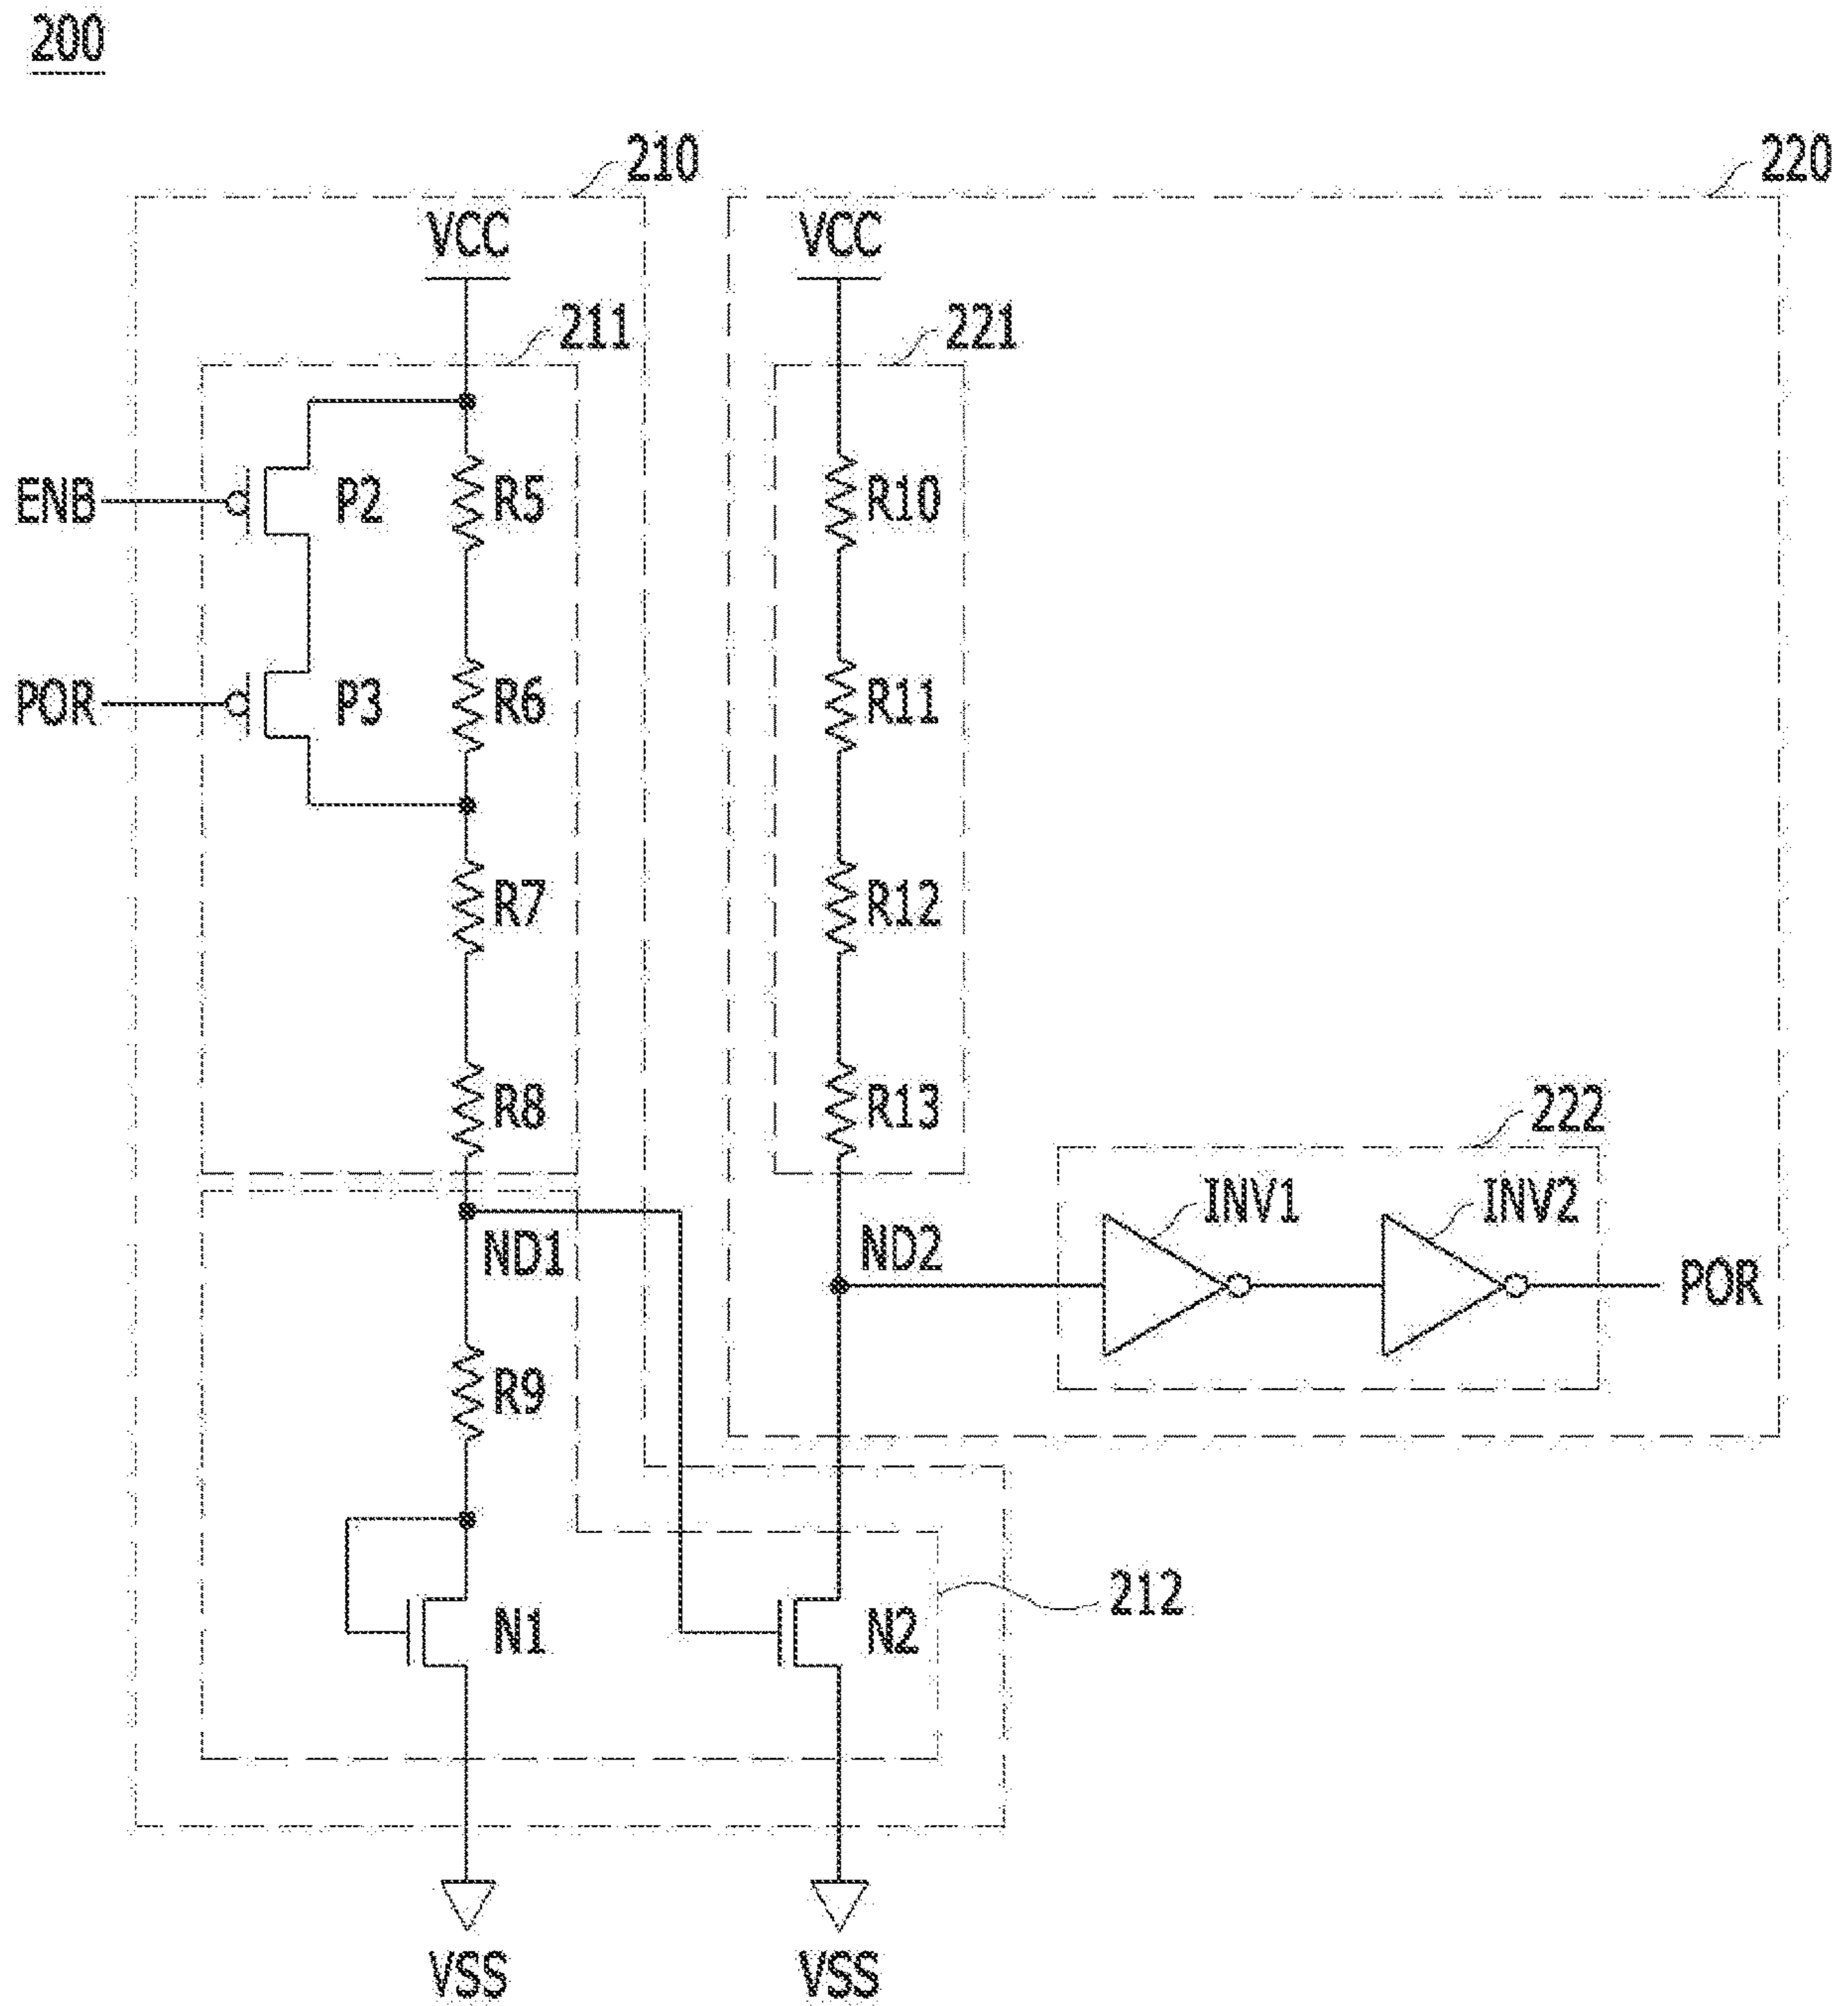 200
210
220
VCC
VCC
211
221
ENB
P2
R5
R10
POR
P3
R6
R11
R7
R12
R8
R13
222
INV1
INV2
ND1
ND2
POR
R9
212
N1
N2
VSS
VSS